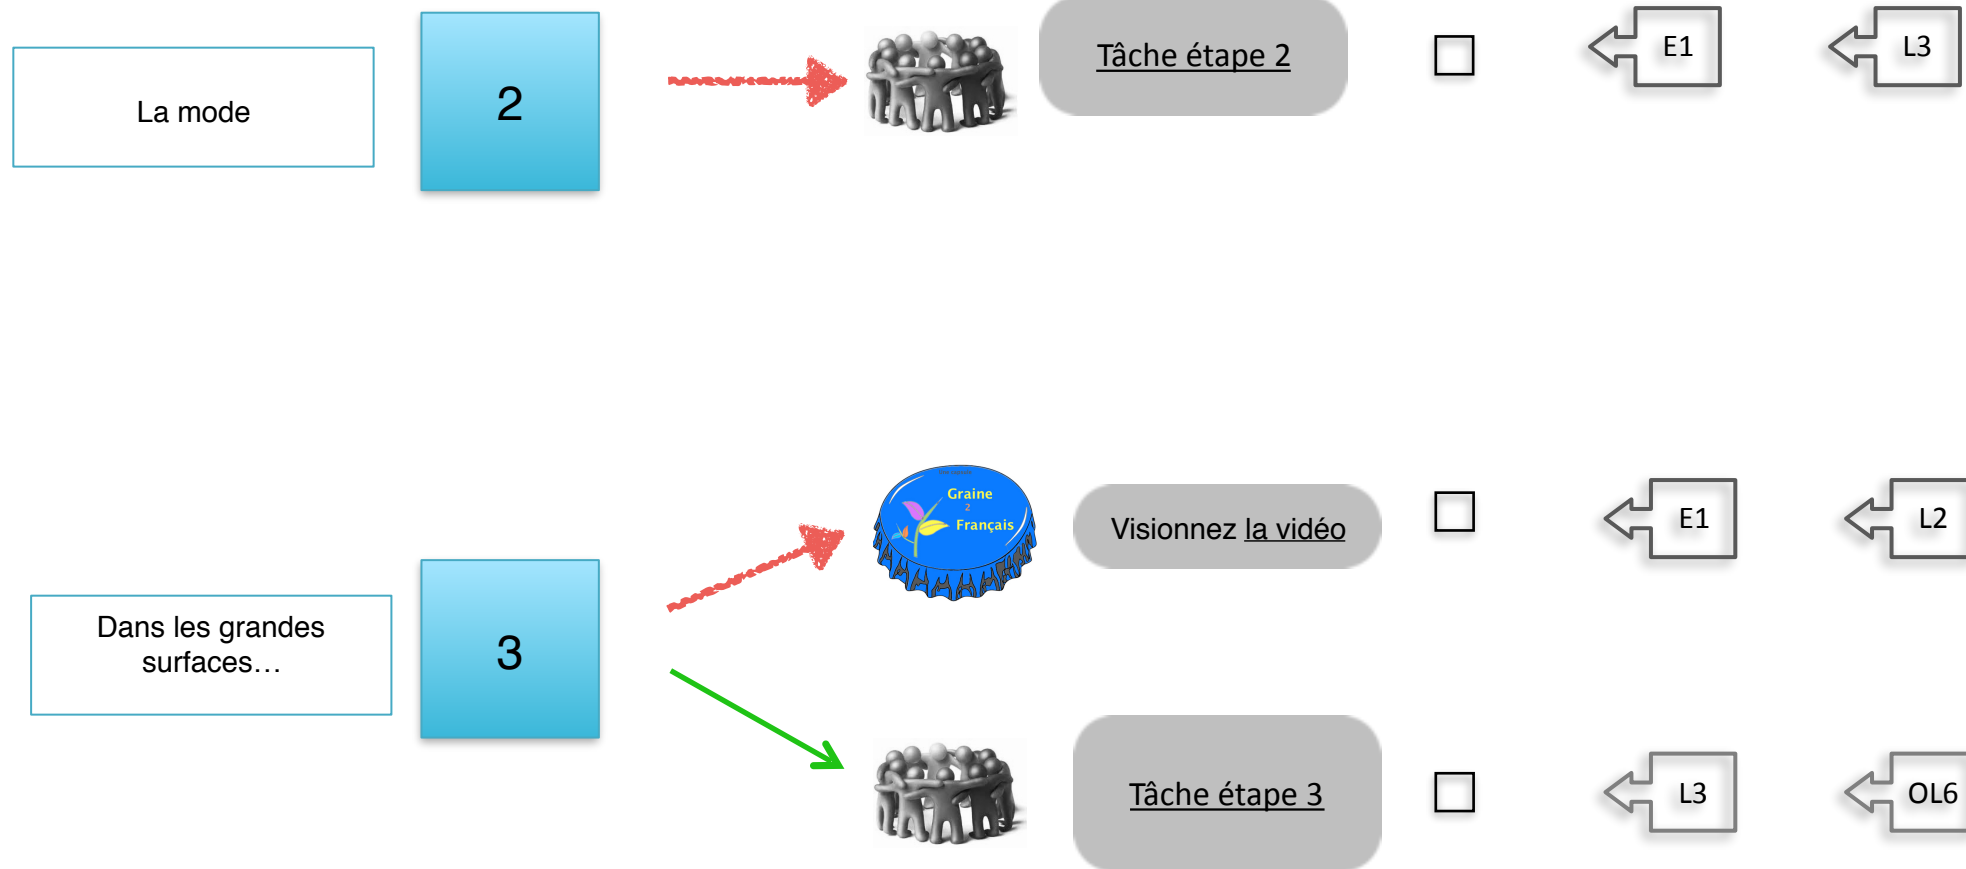 La mode
2
Tâche étape 2
E1
L3
Graine
2
Français
Visionnez la vidéo
E1
L2
Dans les grandes
surfaces…
3
Tâche étape 3
L3
OL6